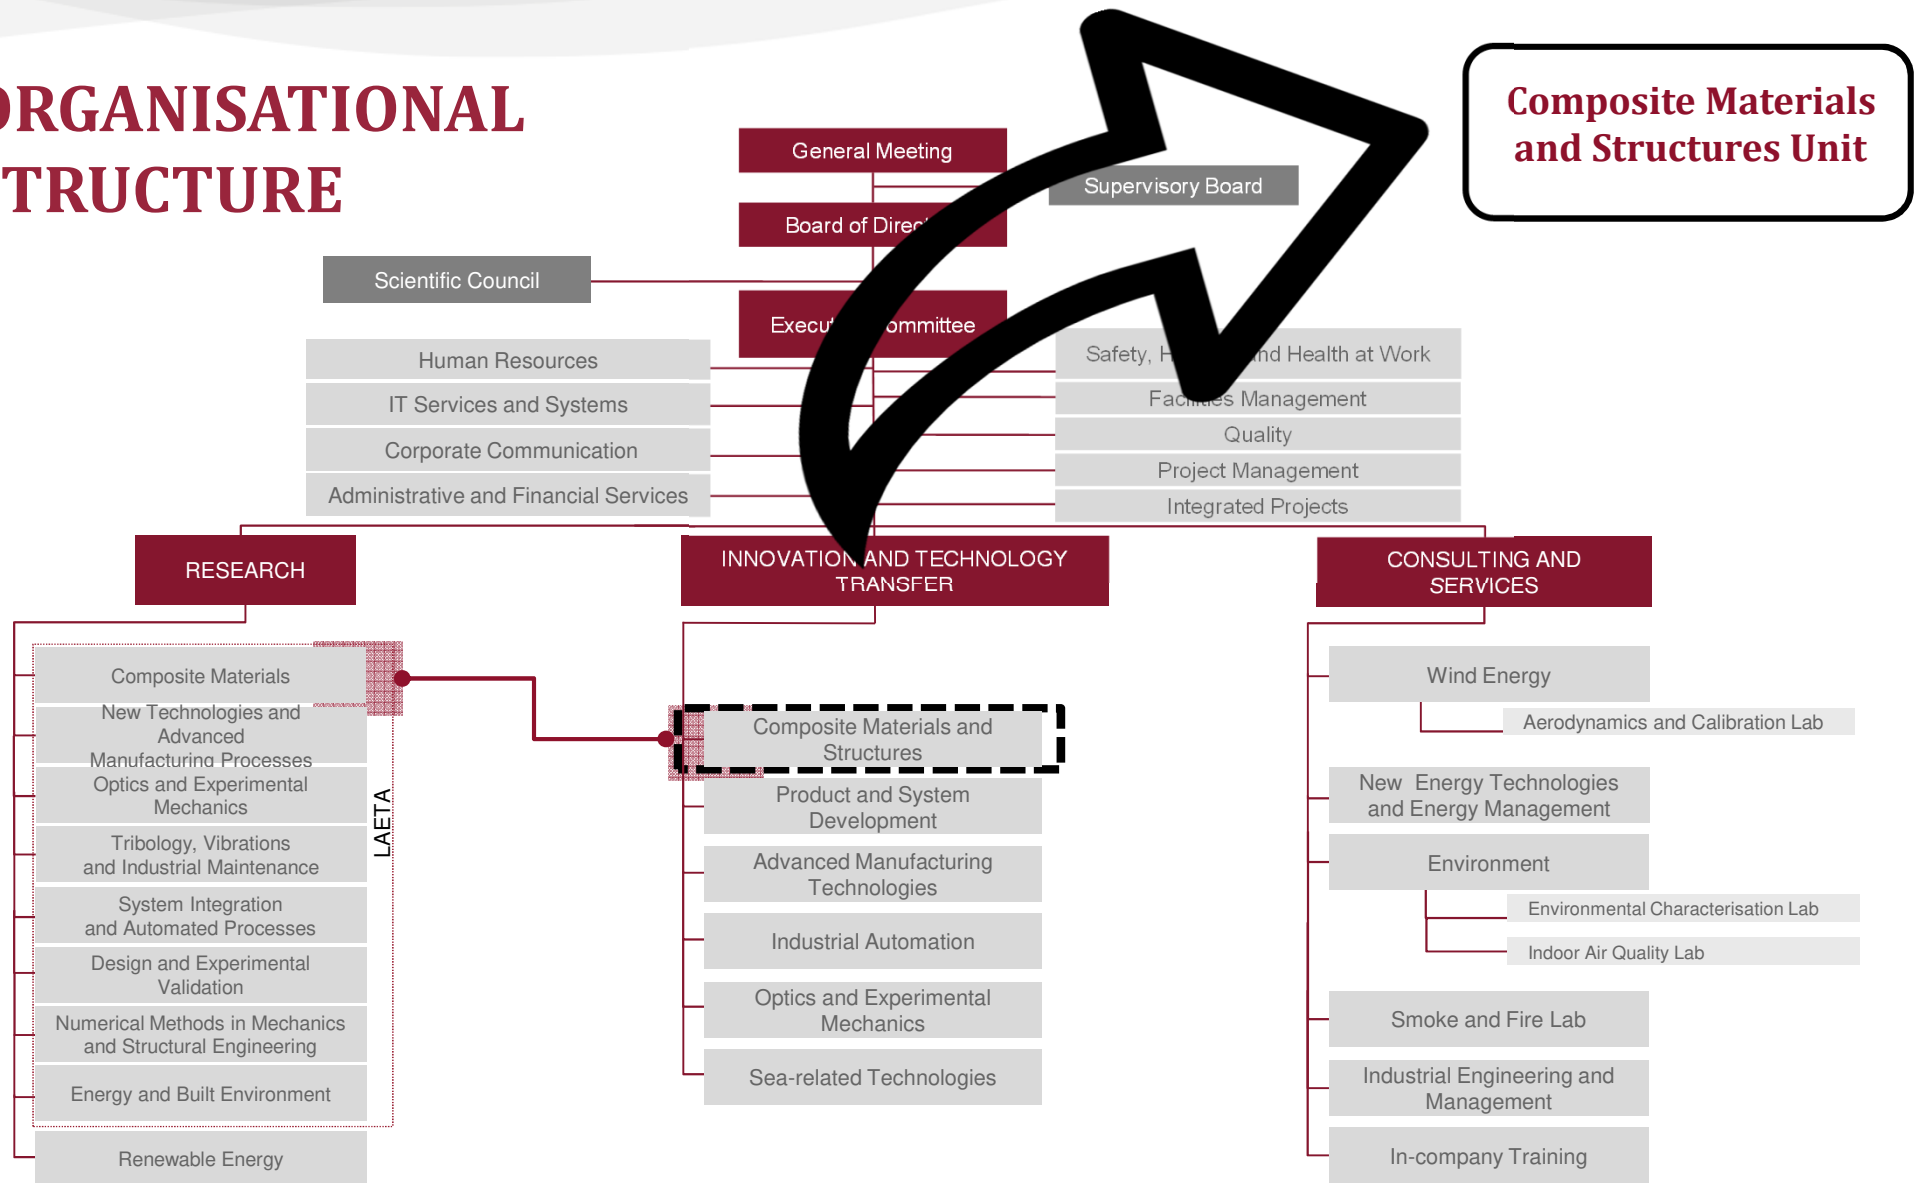 ORGANISATIONAL
TRUCTURE
Composite Materials
and Structures Unit
General Meeting
Supervisory Board
Board of
Scientific Council
Committee
Human Resources
IT Services and Systems
Corporate Communication
Administrative and Financial Services
Safety, and Health at Work
Facilities Management
Quality
Project Management
Integrated Projects
RESEARCH
Composite Materials
New Technologies and
Advanced
Manufacturing Processes
Optics and Experimental
Mechanics
Tribology, Vibrations
and Industrial Maintenance
System Integration
and Automated Processes
Design and Experimental
Validation
Numerical Methods in Mechanics
and Structural Engineering
Energy and Built Environment
LAETA
Renewable Energy
INNOVATION AND TECHNOLOGY
TRANSFER
Composite Materials and
Structures
Product and System
Development
Advanced Manufacturing
Technologies
Industrial Automation
Optics and Experimental
Mechanics
Sea-related Technologies
CONSULTING AND
SERVICES
Wind Energy
Aerodynamics and Calibration Lab
New Energy Technologies
and Energy Management
Environment
Environmental Characterisation Lab
Indoor Air Quality Lab
Smoke and Fire Lab
Industrial Engineering and
Management
In-company Training